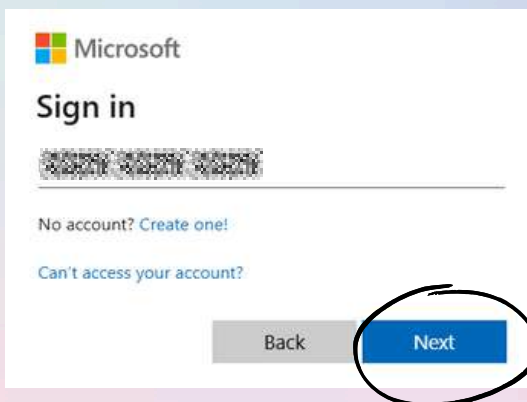 Microsoft
Sign in
No account? Create one!
Can't access your account?
Back Next